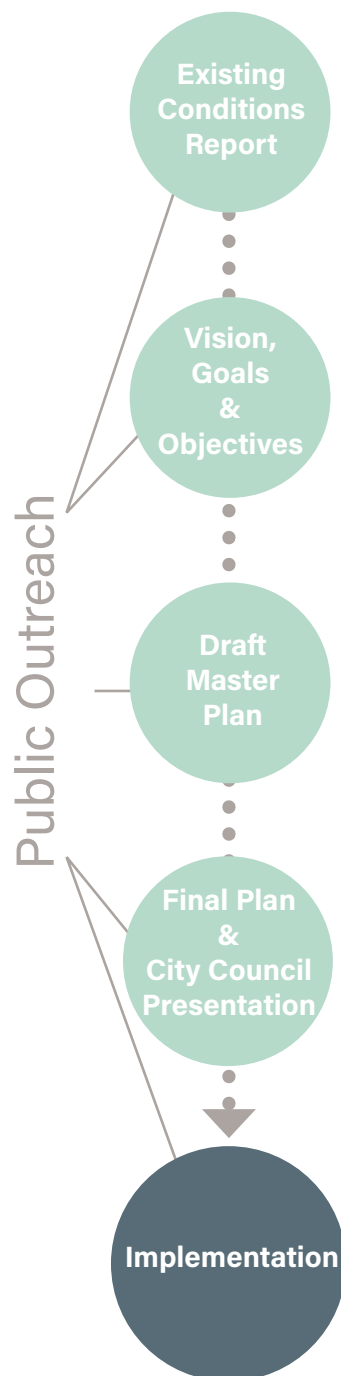 Existing
Conditions
Report
Vision,
Goals
&
Objectives
Public Outreach
Draft
Master
Plan
Final Plan
&
City Council
Presentation
Implementation